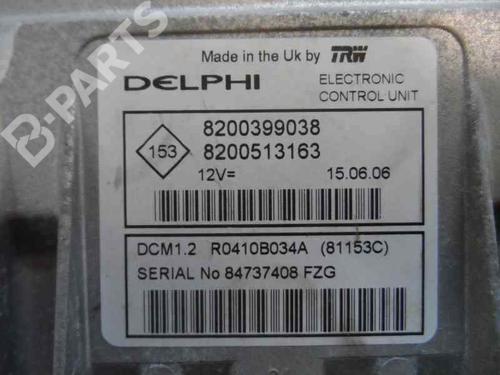 Made in the Uk by TRW
DELPHI
ELECTRONIC
CONTROL UNIT
153
8200399038
8200513163
12V=
15.06.06
DCM1.2 R0410B034A (81153C)
SERIAL No 84737408 FZG
B-PARTS